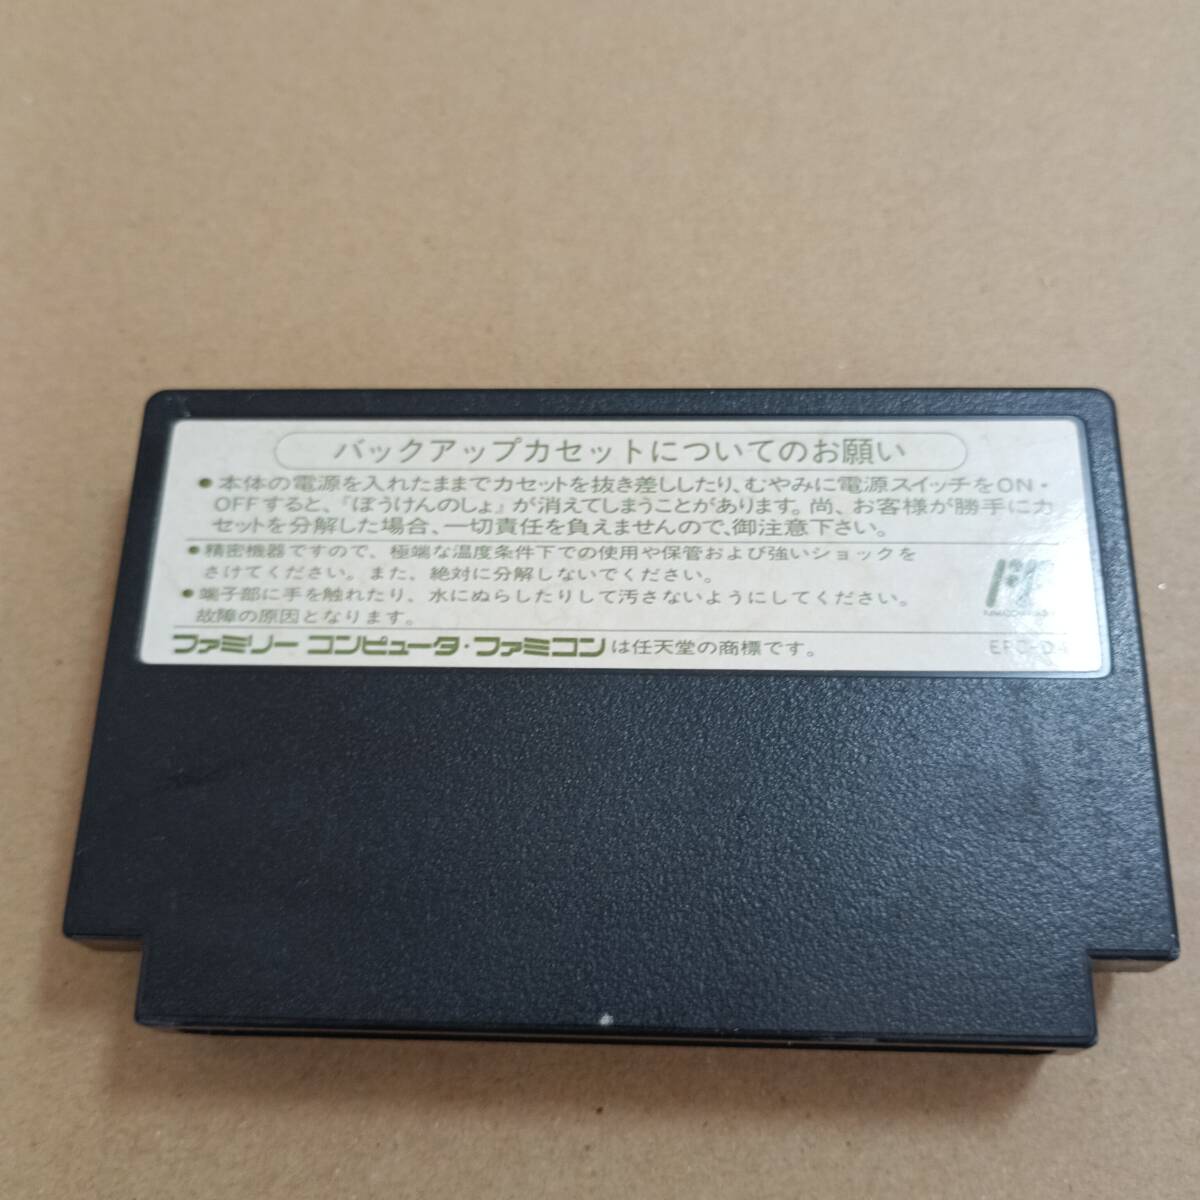 バックアップカセットについてのお願い
●本体の電源を入れたままでカセットを抜き差ししたり、むやみに電源スイッチをON・
OFFすると、『ぼうけんのしょ』が消えてしまうことがあります。尚、お客様が勝手にカ
セットを分解した場合、一切責任を負えませんので、御注意下さい。
●精密機器ですので、極端な温度条件下での使用や保管および強いショックを
さけてください。また、絶対に分解しないでください。
●端子部に手を触れたり、水にぬらしたりして汚さないようにしてください。
故障の原因となります。
ファミリー コンピュータ・ファミコンは任天堂の商標です。
EFC-D4